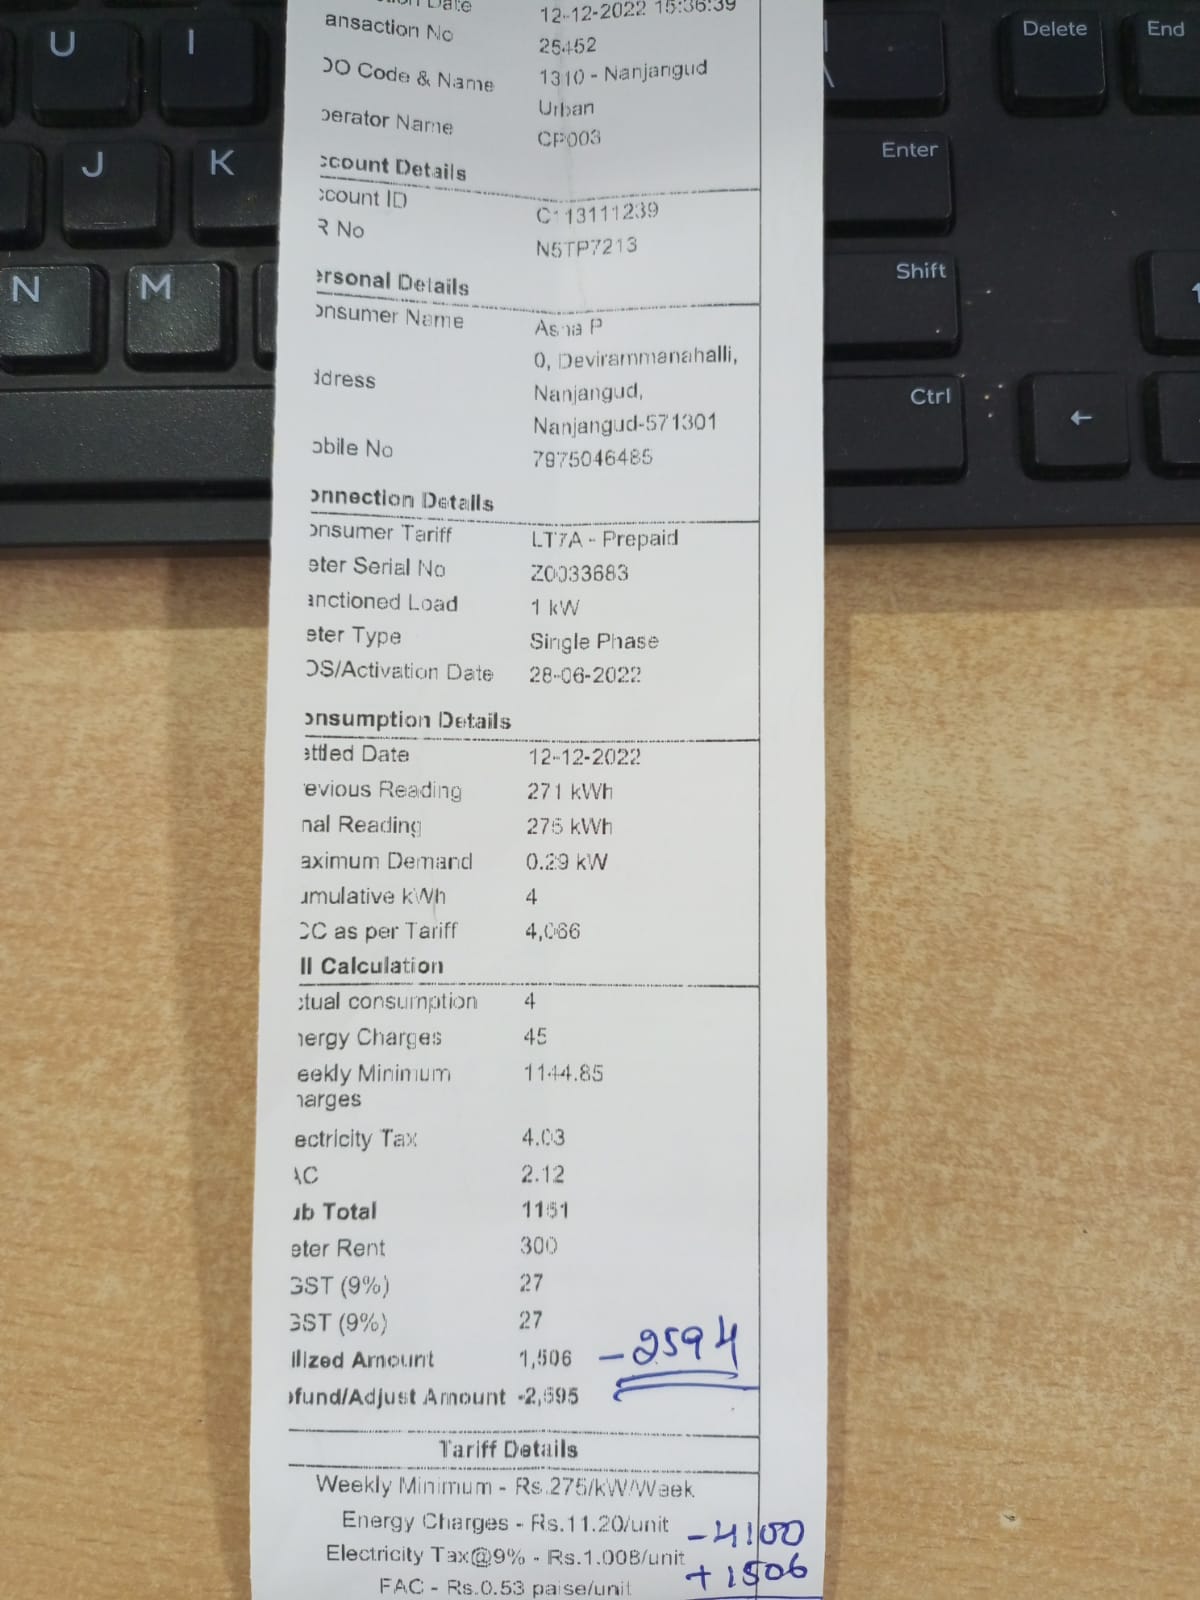 Date 12-12-2022 15:36:39
ansaction No 25452
O Code & Name 1310 - Nanjangud
Urban
perator Name CP003
ccount Details
count ID C113111239
R No N5TP7213
ersonal Details
onsumer Name Asha P
ddress 0, Devirammanahalli,
Nanjangud,
Nanjangud-571301
obile No 7975046485
onnection Details
onsumer Tariff LT7A - Prepaid
eter Serial No Z0033683
anctioned Load 1 kW
eter Type Single Phase
OS/Activation Date 28-06-2022
onsumption Details
ettled Date 12-12-2022
evious Reading 271 kWh
nal Reading 275 kWh
aximum Demand 0.29 kW
umulative kWh 4
CC as per Tariff 4,066
ll Calculation
ctual consumption 4
nergy Charges 45
eekly Minimum 1144.85
harges
ectricity Tax 4.03
AC 2.12
ub Total 1151
eter Rent 300
GST (9%) 27
GST (9%) 27
ilized Amount 1,506 -2594
efund/Adjust Amount -2,595
Tariff Details
Weekly Minimum - Rs.275/kW/Week
Energy Charges - Rs.11.20/unit -4100
Electricity Tax@9% - Rs.1.008/unit +1506
FAC - Rs.0.53 paise/unit
U I Delete End
J K Enter
N M Shift
Ctrl